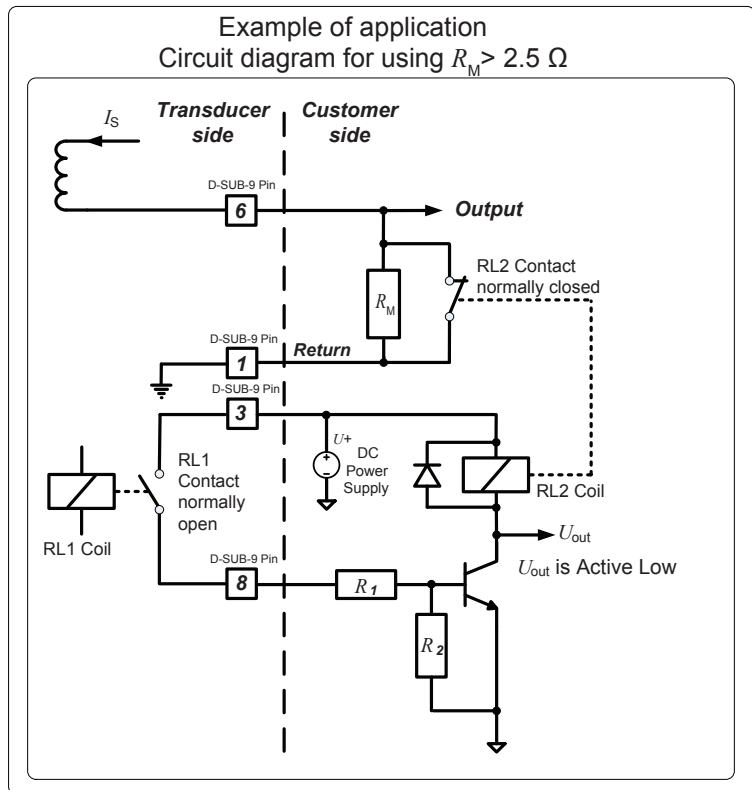 Example of application
Circuit diagram for using RM> 2.5 Ω
Transducer side
Customer side
IS
D-SUB-9 Pin
6
Output
RL2 Contact
normally closed
RM
D-SUB-9 Pin
1
Return
D-SUB-9 Pin
3
U+
DC
Power
Supply
RL1
Contact
normally
open
RL1 Coil
RL2 Coil
Uout
Uout is Active Low
D-SUB-9 Pin
8
R1
R2